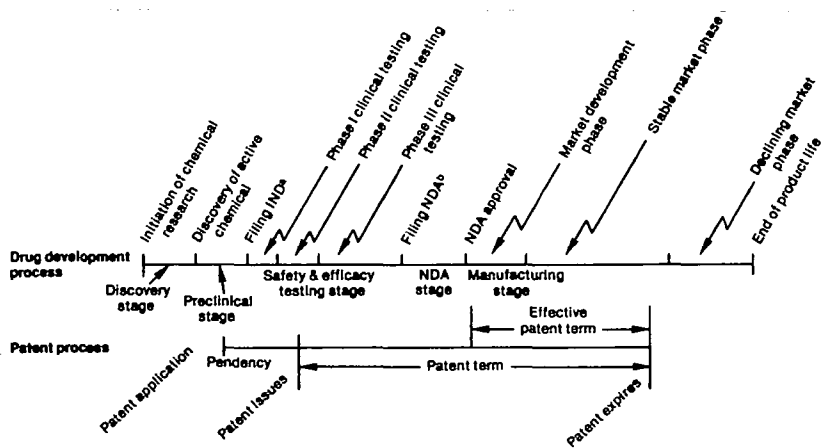 Initiation of chemical
research
Discovery of active
chemical
Filing INDᵃ
Phase I clinical testing
Phase II clinical testing
Phase III clinical
testing
Filing NDAᵇ
NDA approval
Market development
phase
Stable market phase
Declining market
phase
End of product life
Drug development
process
Discovery
stage
Preclinical
stage
Safety & efficacy
testing stage
NDA
stage
Manufacturing
stage
Effective
patent term
Patent process
Pendency
Patent term
Patent application
Patent issues
Patent expires